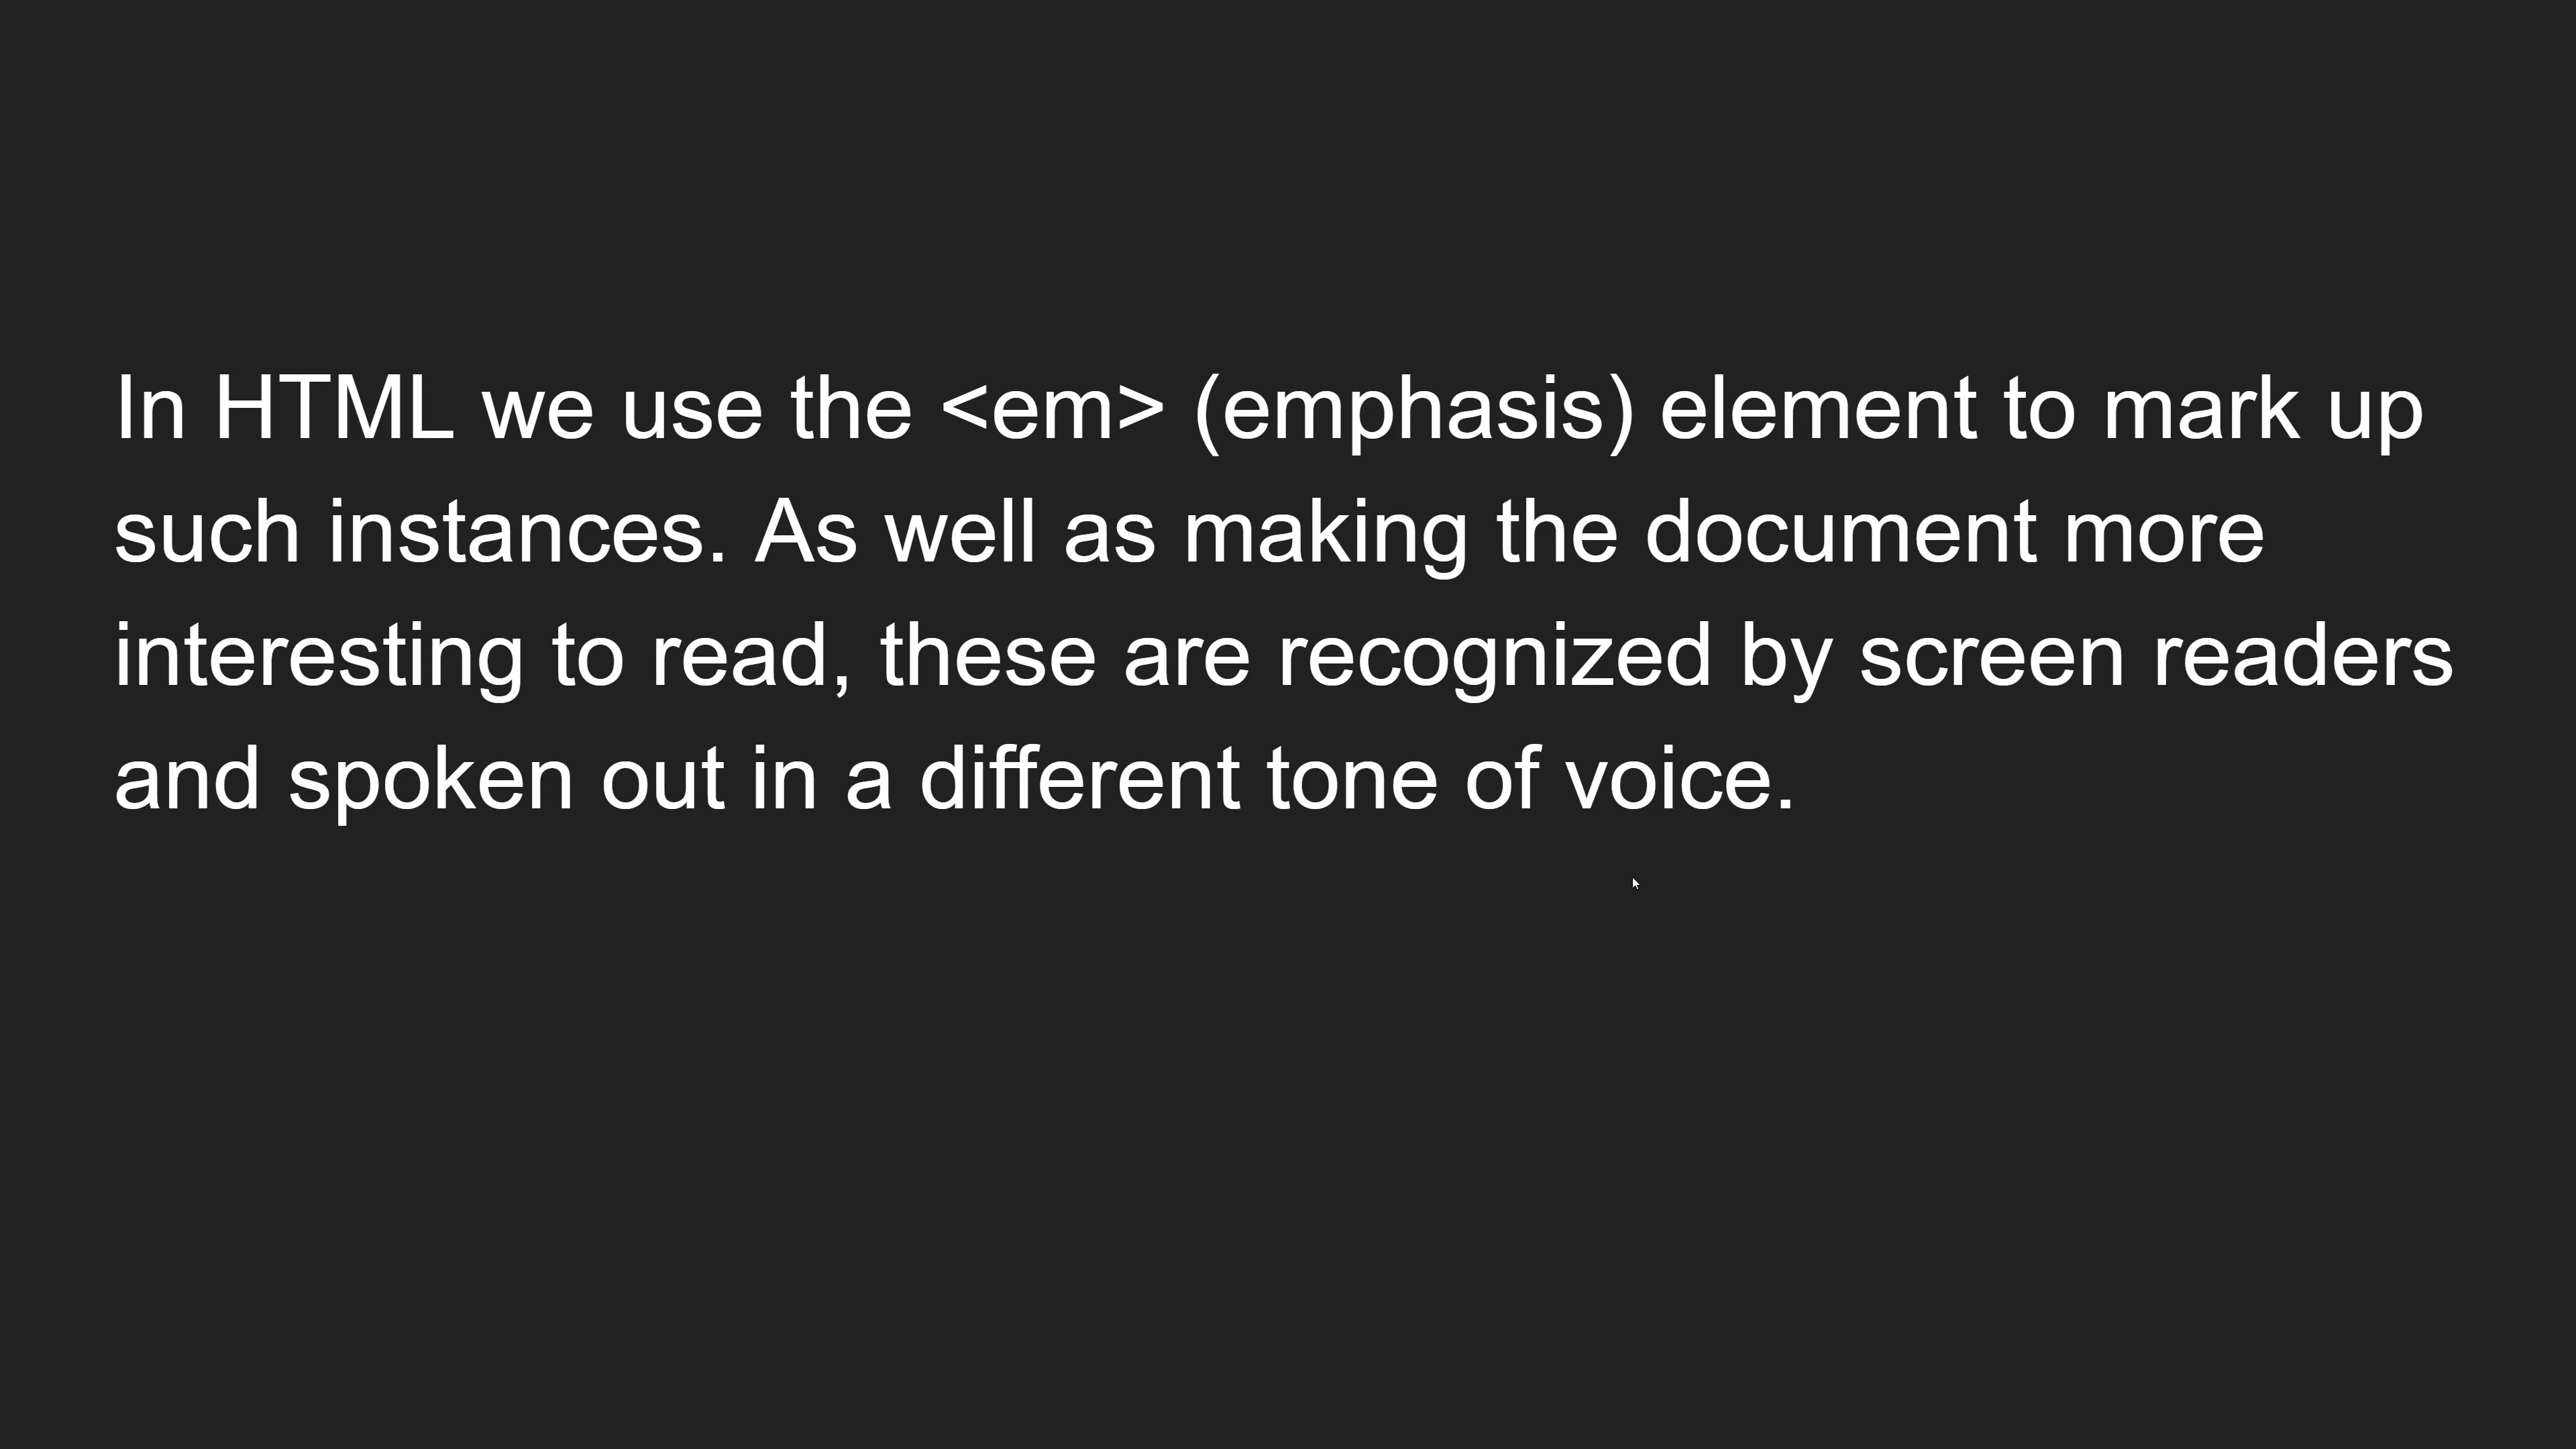 In HTML we use the <em> (emphasis) element to mark up
such instances. As well as making the document more
interesting to read, these are recognized by screen readers
and spoken out in a different tone of voice.